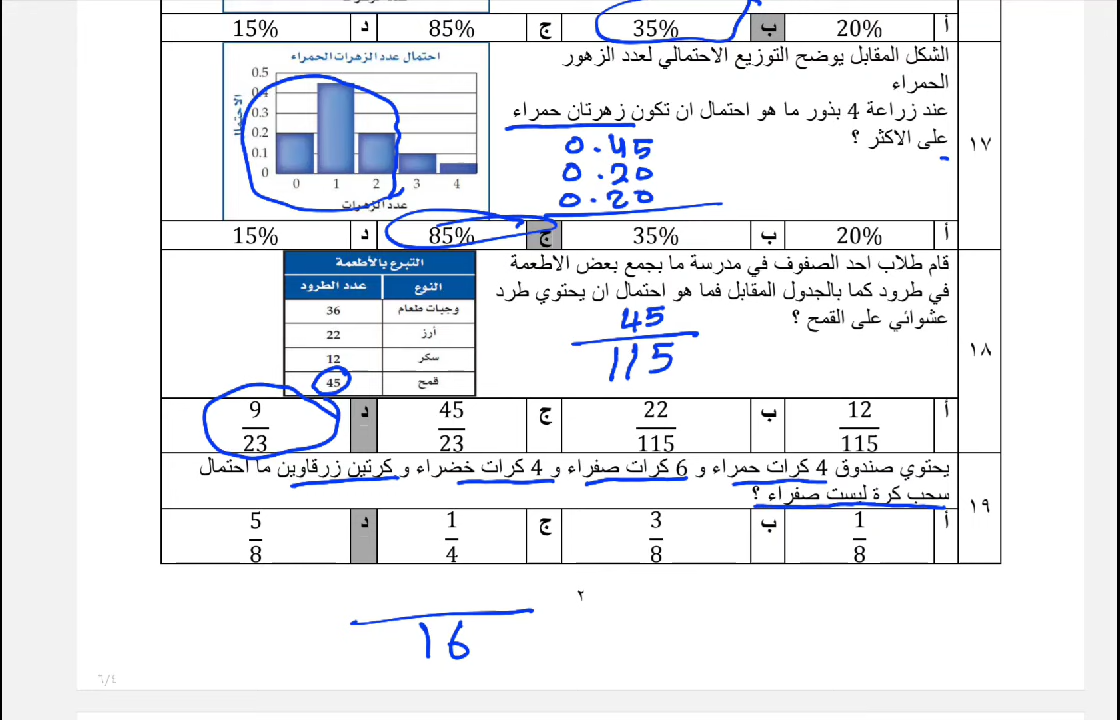 أ 20% ب 35% ج 85% د 15%
١٧
الشكل المقابل يوضح التوزيع الاحتمالي لعدد الزهور
الحمراء
عند زراعة 4 بذور ما هو احتمال ان تكون زهرتان حمراء
على الاكثر ؟
0.45
0.20
0.20
احتمال عدد الزهرات الحمراء
الاحتمال
0.5
0.4
0.3
0.2
0.1
0
0 1 2 3 4
عدد الزهرات
أ 20% ب 35% ج 85% د 15%
١٨
قام طلاب احد الصفوف في مدرسة ما بجمع بعض الاطعمة
في طرود كما بالجدول المقابل فما هو احتمال ان يحتوي طرد
عشوائي على القمح ؟
45
115
التبرع بالأطعمة
النوع عدد الطرود
وجبات طعام 36
أرز 22
سكر 12
قمح 45
أ 12/115 ب 22/115 ج 45/23 د 9/23
١٩
يحتوي صندوق 4 كرات حمراء و 6 كرات صفراء و 4 كرات خضراء و كرتين زرقاوين ما احتمال
سحب كرة ليست صفراء ؟
أ 1/8 ب 3/8 ج 1/4 د 5/8
٢
16
٦/٤